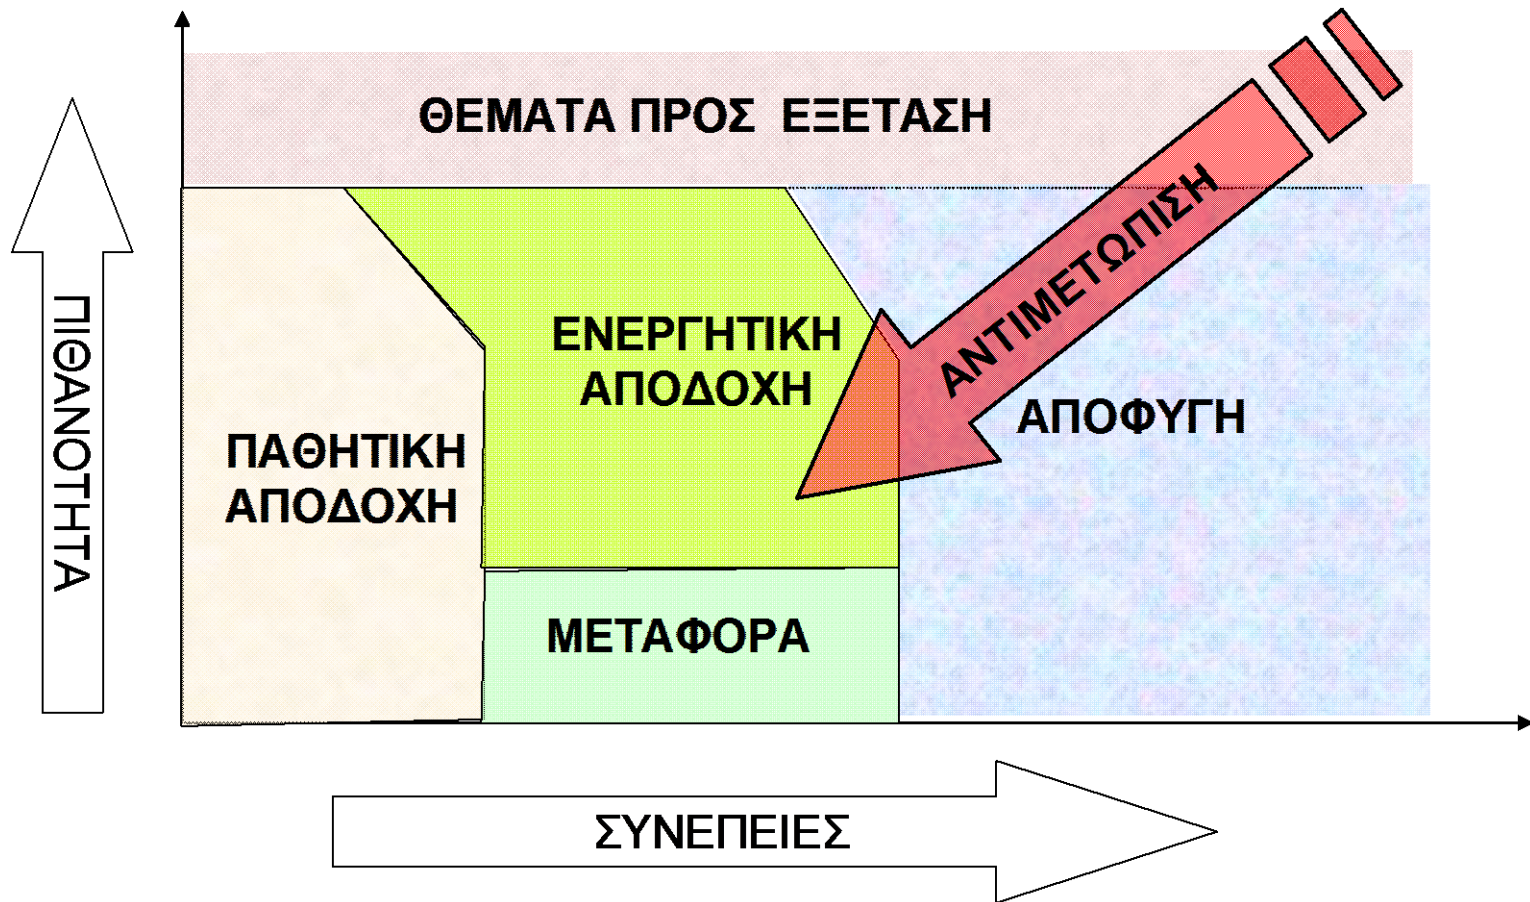 ΘΕΜΑΤΑ ΠΡΟΣ ΕΞΕΤΑΣΗ
ΑΝΤΙΜΕΤΩΠΙΣΗ
ΠΙΘΑΝΟΤΗΤΑ
ΕΝΕΡΓΗΤΙΚΗ
ΑΠΟΔΟΧΗ
ΑΠΟΦΥΓΗ
ΠΑΘΗΤΙΚΗ
ΑΠΟΔΟΧΗ
ΜΕΤΑΦΟΡΑ
ΣΥΝΕΠΕΙΕΣ